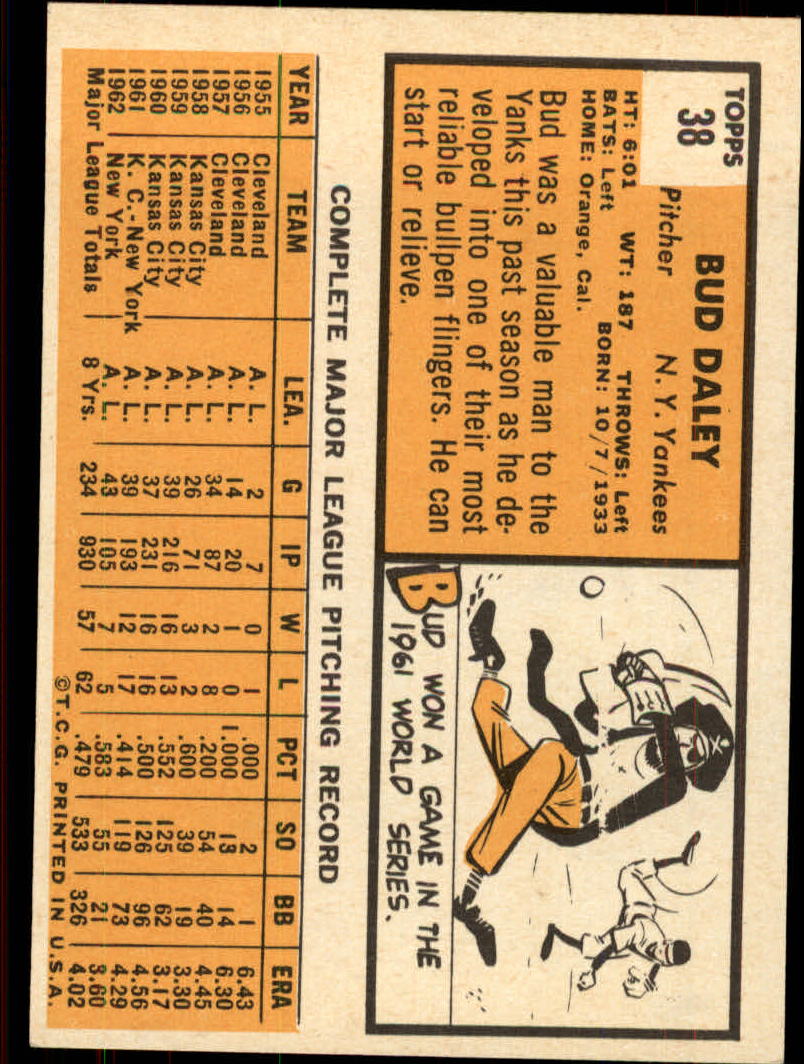 TOPPS
38
BUD DALEY
Pitcher N. Y. Yankees
HT: 6:01 WT: 187 THROWS: Left
BATS: Left BORN: 10/7/1933
HOME: Orange, Cal.
Bud was a valuable man to the
Yanks this past season as he de-
veloped into one of their most
reliable bullpen flingers. He can
start or relieve.
BUD WON A GAME IN THE
1961 WORLD SERIES.
COMPLETE MAJOR LEAGUE PITCHING RECORD
YEAR TEAM LEA. G IP W L PCT SO BB ERA
1955 Cleveland A. L. 2 7 0 1 .000 2 1 6.43
1956 Cleveland A. L. 14 20 1 0 1.000 13 14 6.30
1957 Cleveland A. L. 34 87 2 8 .200 54 40 4.45
1958 Kansas City A. L. 26 71 3 2 .600 39 19 3.30
1959 Kansas City A. L. 39 216 16 13 .552 125 62 3.17
1960 Kansas City A. L. 37 231 16 16 .500 126 96 4.56
1961 K. C.-New York A. L. 39 193 12 17 .414 119 73 4.29
1962 New York A. L. 43 105 7 5 .583 55 21 3.60
Major League Totals 8 Yrs. 234 930 57 62 .479 533 326 4.02
©T.C.G. PRINTED IN U.S.A.